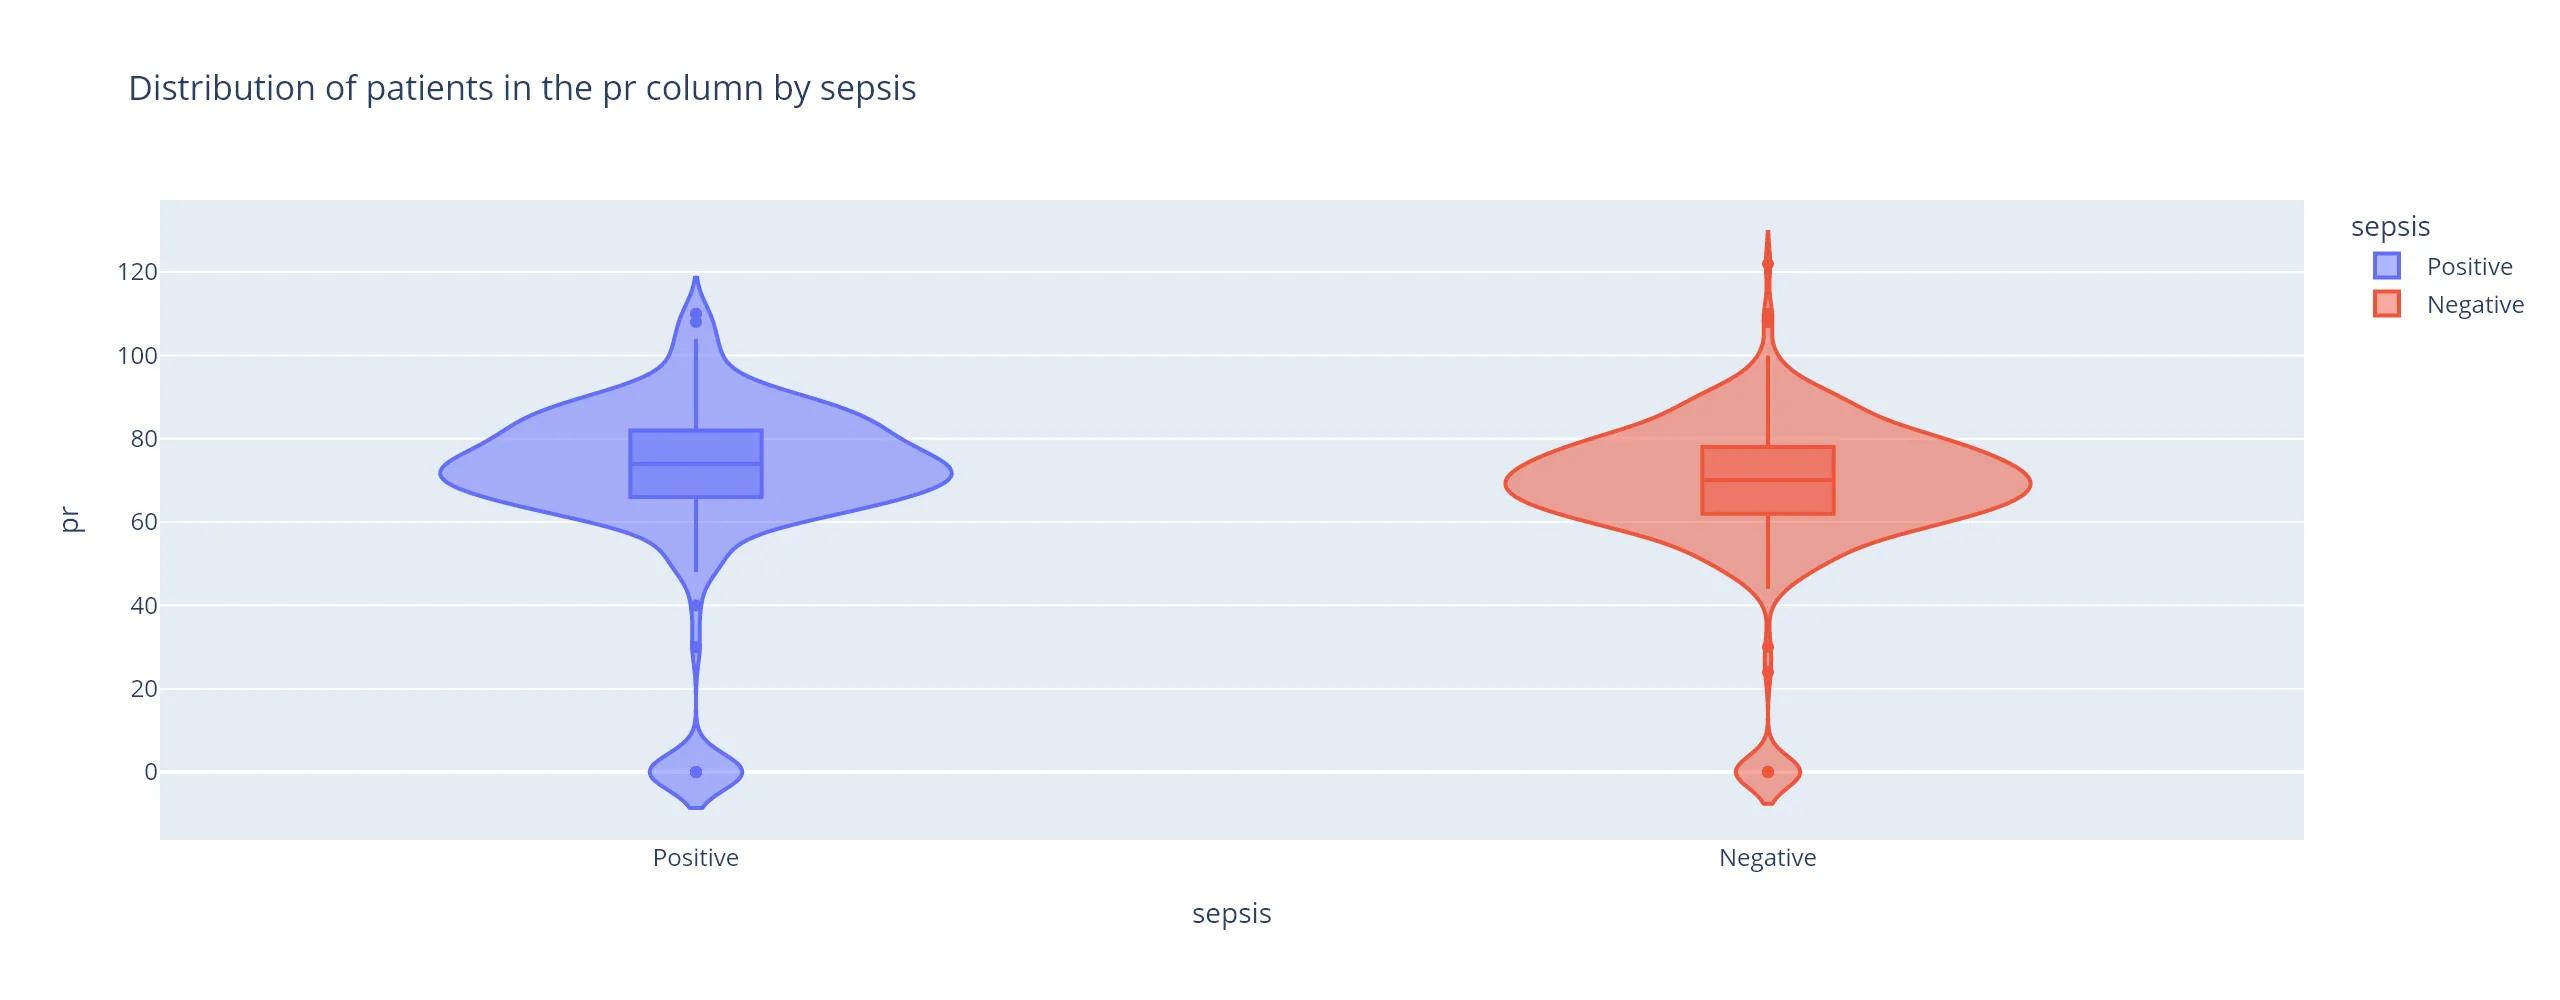 Distribution of patients in the pr column by sepsis
sepsis
Positive
Negative
120
100
80
60
40
20
0
pr
Positive
Negative
sepsis